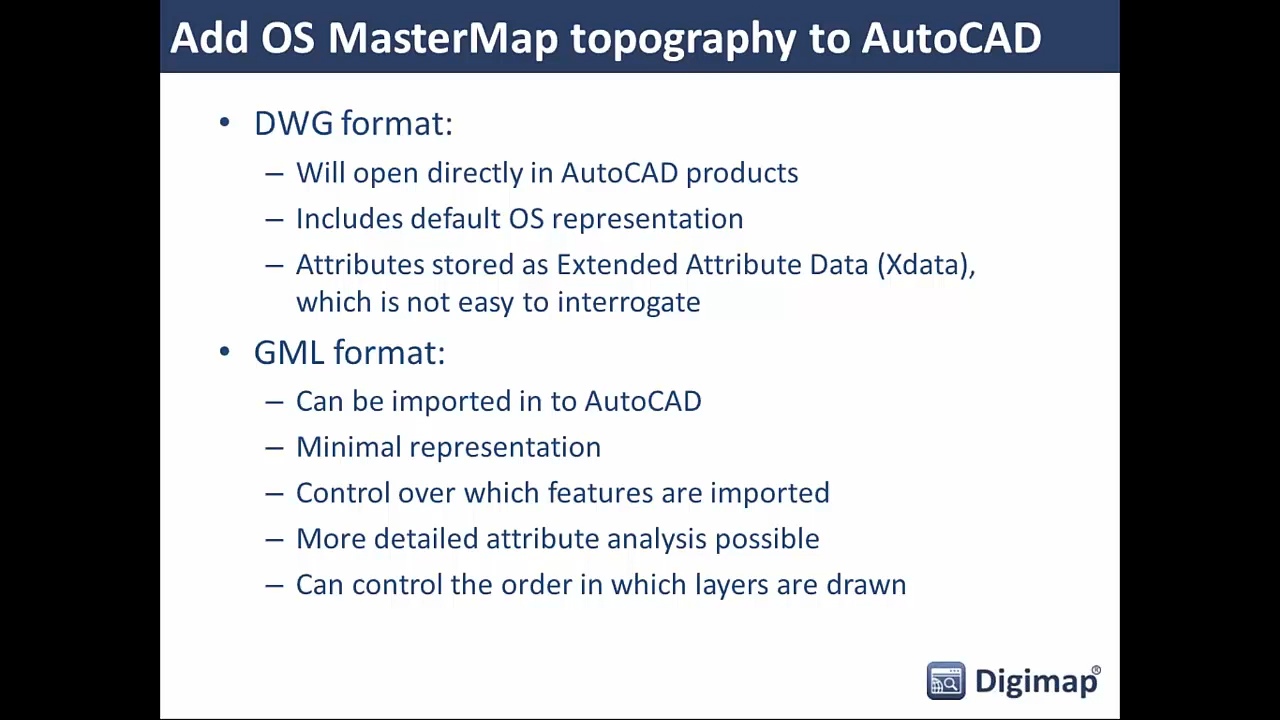 Add OS MasterMap topography to AutoCAD
• DWG format:
– Will open directly in AutoCAD products
– Includes default OS representation
– Attributes stored as Extended Attribute Data (Xdata),
which is not easy to interrogate
• GML format:
– Can be imported in to AutoCAD
– Minimal representation
– Control over which features are imported
– More detailed attribute analysis possible
– Can control the order in which layers are drawn
Digimap®